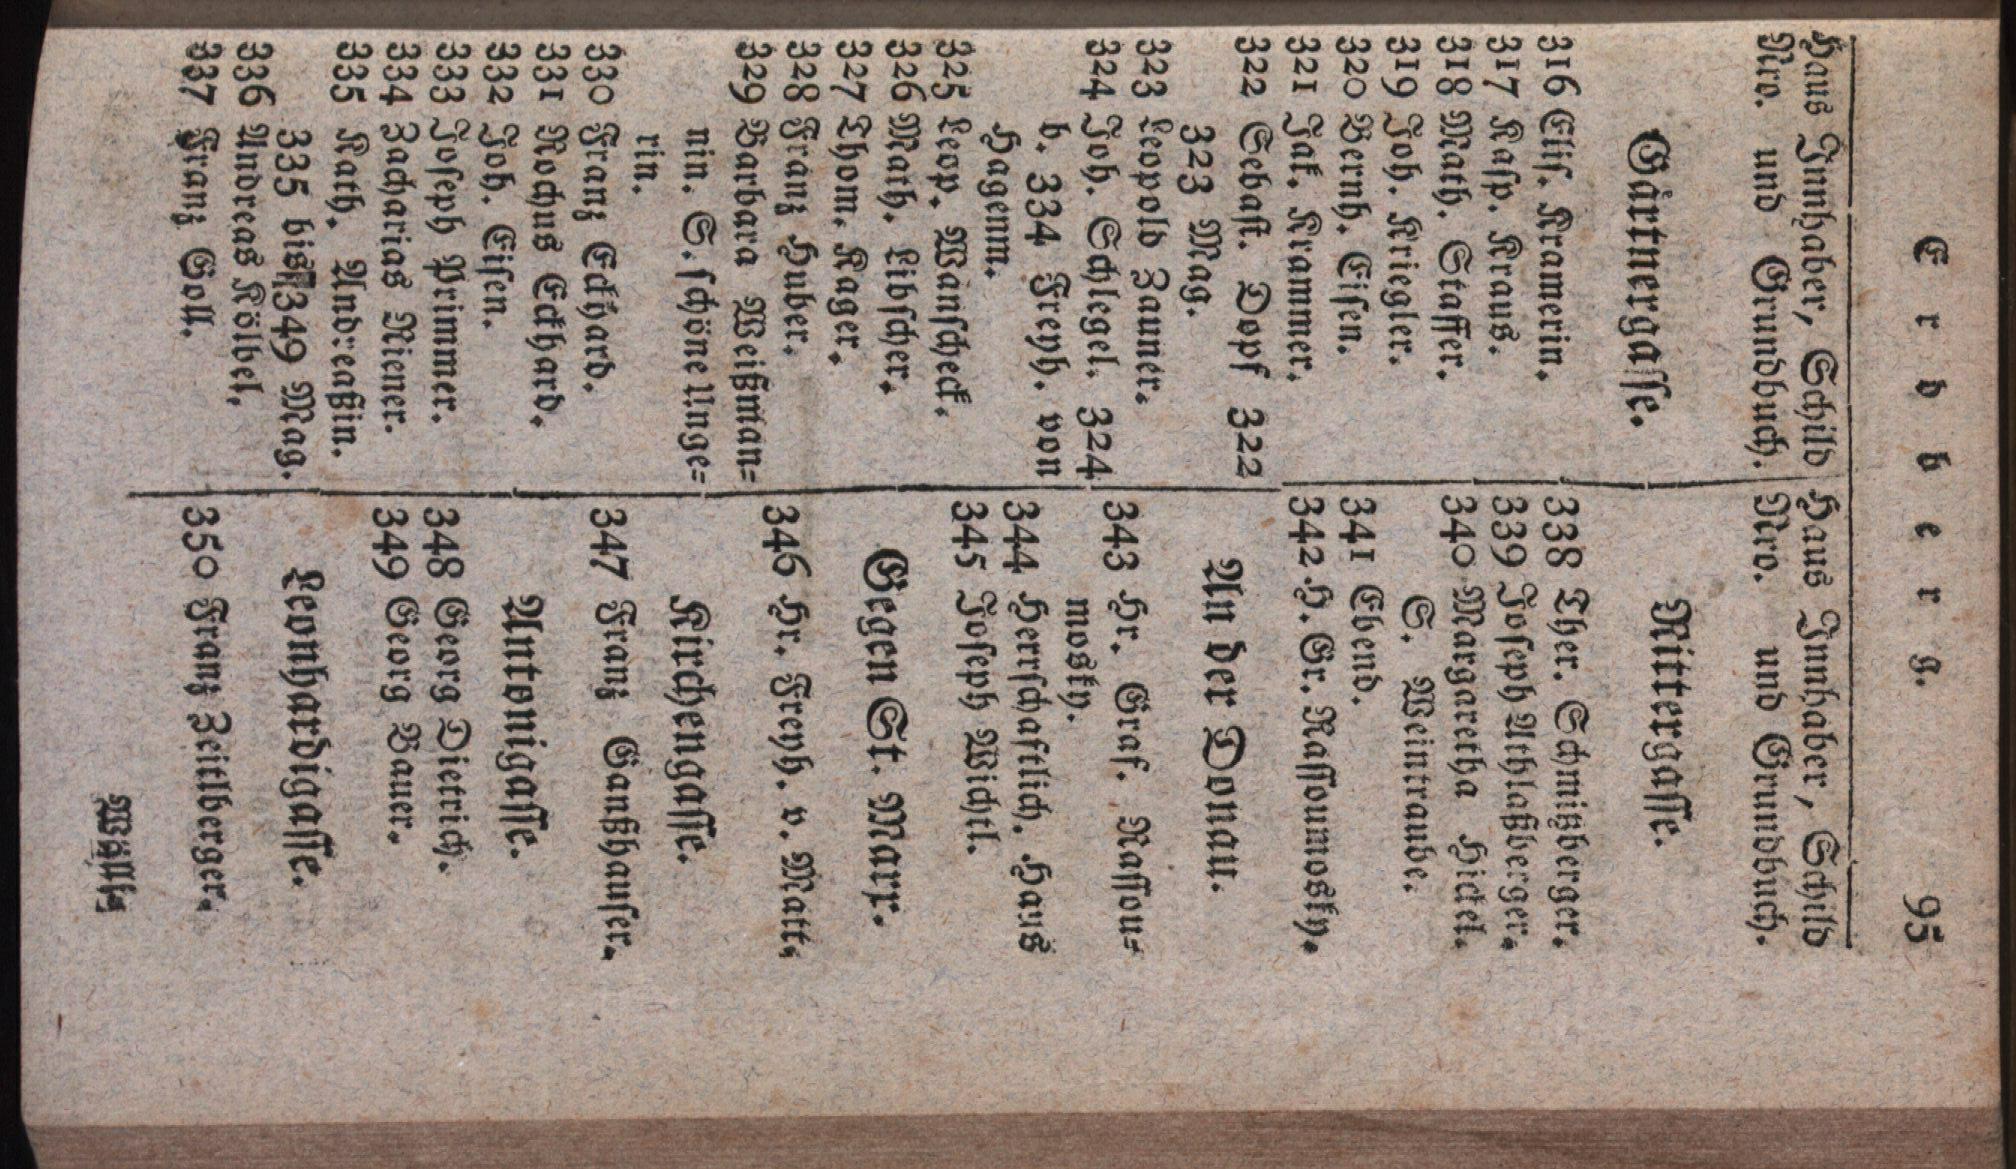 Erdberg. 95
Haus Innhaber, Schild
Nro. und Grundbuch.
Gärtnergasse.
316 Elis. Kramerin.
317 Kasp. Kraus.
318 Math. Staffer.
319 Joh. Kriegler.
320 Bernh. Eisen.
321 Jak. Krammer.
322 Sebast. Dopf 322
323 Mag.
323 Leopold Zauner.
324 Joh. Schlegel. 324
b. 334 Freyh. von
Hagenm.
325 Leop. Wanscheck.
326 Math. Libscher.
327 Thom. Kager.
328 Franz Huber.
329 Barbara Weißman=
nin. S. schöne Unge=
rin.
330 Franz Eckhard.
331 Rochus Eckhard.
332 Joh. Eisen.
333 Joseph Primmer.
334 Zacharias Wiener.
335 Kath. Andreaßin.
335 bis 349 Mag.
336 Andreas Kölbel.
337 Franz Goll.
Haus Innhaber, Schild
Nro. und Grundbuch.
Rittergasse.
338 Ther. Schmitzberger.
339 Joseph Athlaßberger.
340 Margaretha Hickel.
S. Weintraube.
341 Ebend.
342 H. Gr. Rassoumosky.
An der Donau.
343 Hr. Graf. Rassou=
mosky.
344 Herrschaftlich. Haus
345 Joseph Wichtl.
Gegen St. Marx.
346 Hr. Freyh. v. Matt.
Kirchengasse.
347 Franz Ganßhauser.
Antonigasse.
348 Georg Dietrich.
349 Georg Bauer.
Leonhardigasse.
350 Franz Zeitlberger.